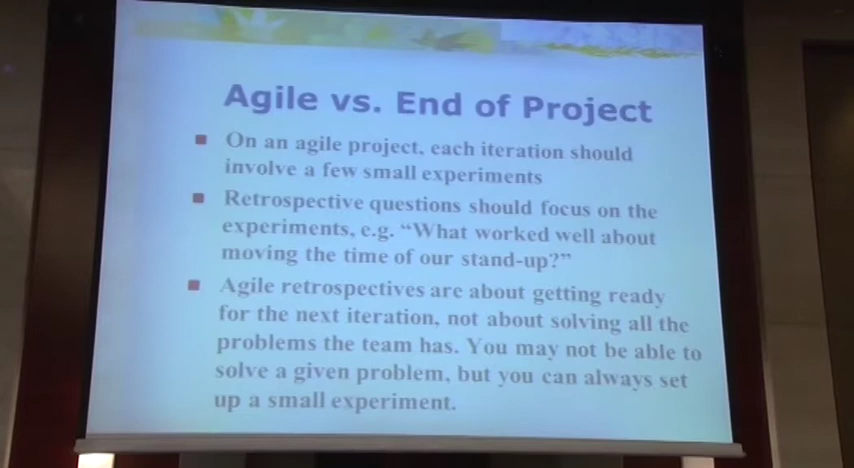 Agile vs. End of Project
On an agile project, each iteration should
involve a few small experiments
Retrospective questions should focus on the
experiments, e.g. “What worked well about
moving the time of our stand-up?”
Agile retrospectives are about getting ready
for the next iteration, not about solving all the
problems the team has. You may not be able to
solve a given problem, but you can always set
up a small experiment.